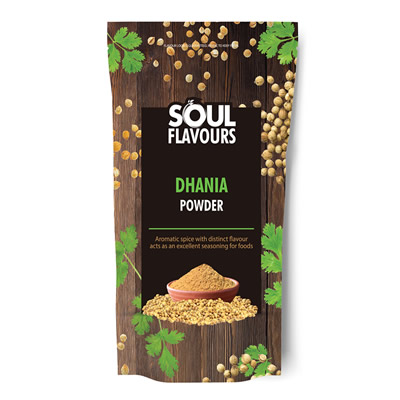 SOUL
FLAVOURS
DHANIA
POWDER
Aromatic spice with distinct flavour
acts as an excellent seasoning for foods